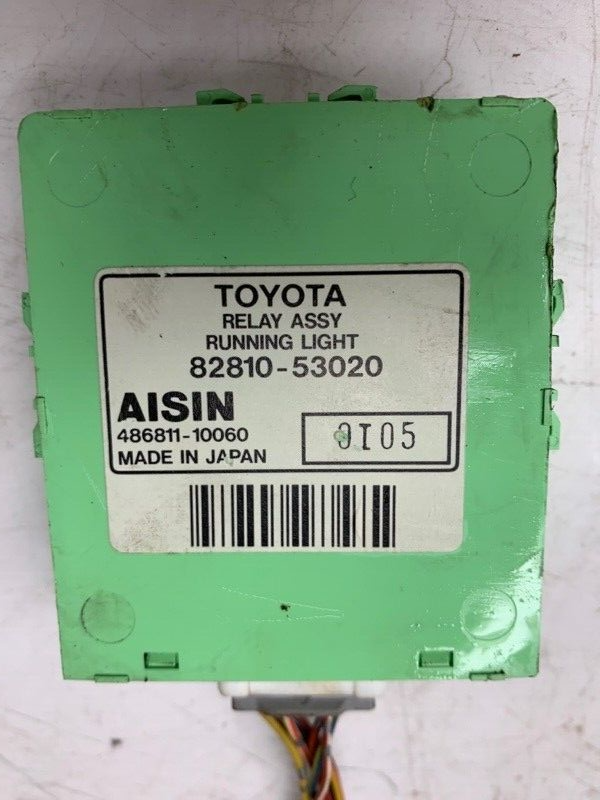 TOYOTA
RELAY ASSY
RUNNING LIGHT
82810-53020
AISIN
486811-10060
MADE IN JAPAN
0I05